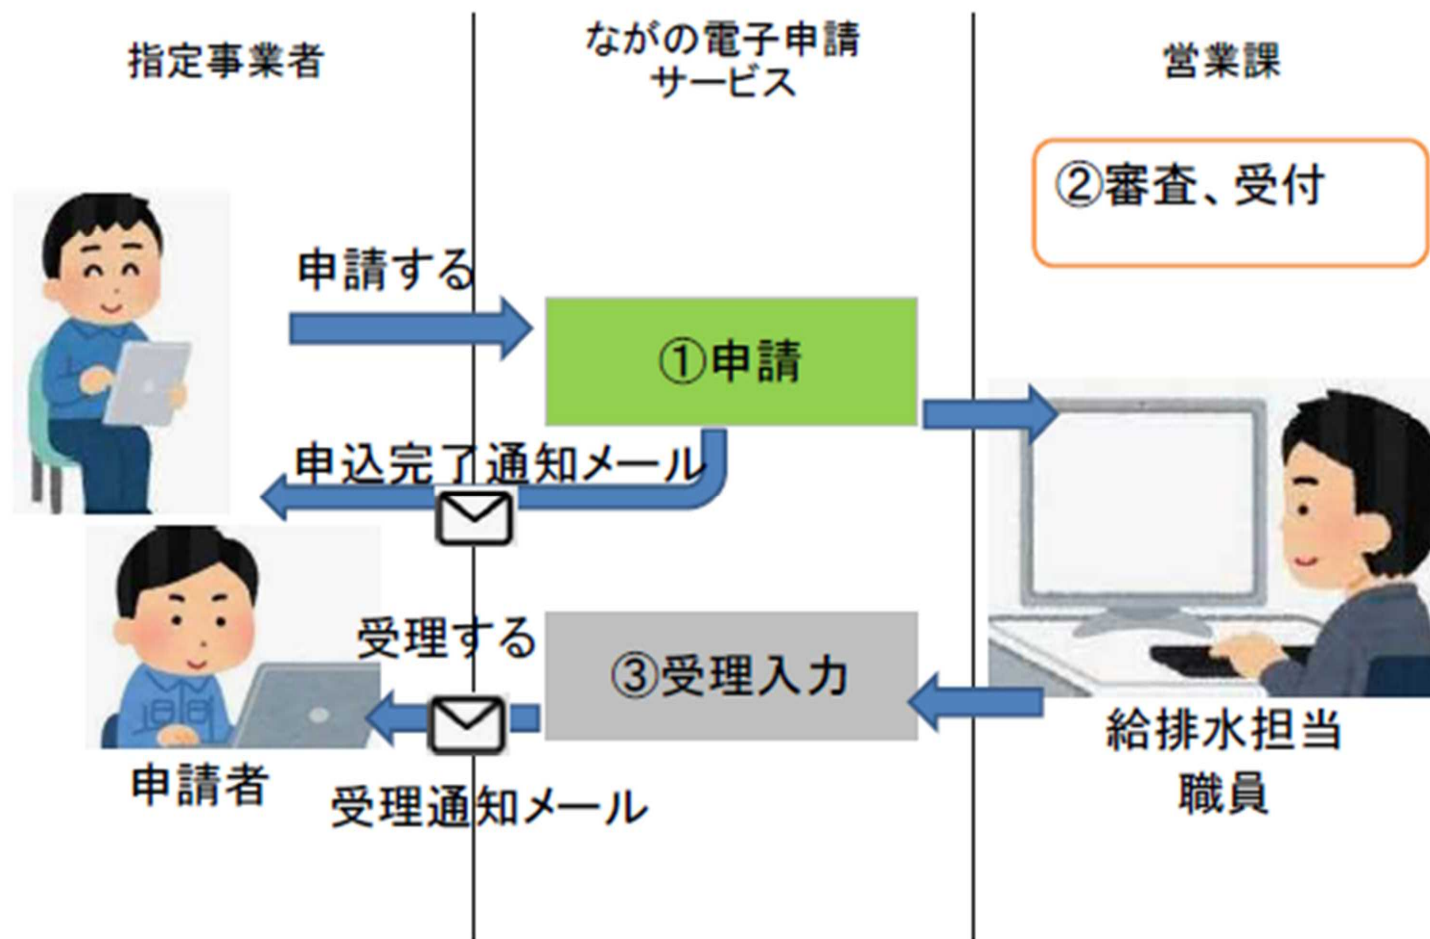 指定事業者
ながの電子申請
サービス
営業課
②審査、受付
申請する
①申請
申込完了通知メール
受理する
③受理入力
給排水担当
職員
申請者
受理通知メール